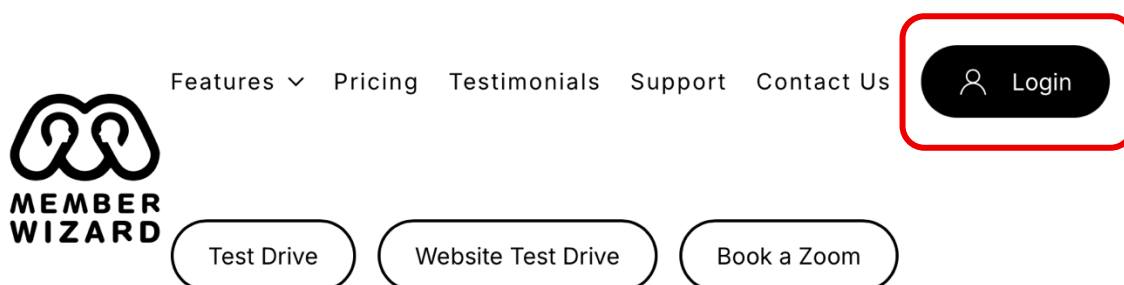 Features Pricing Testimonials Support Contact Us Login
MEMBER
WIZARD
Test Drive Website Test Drive Book a Zoom